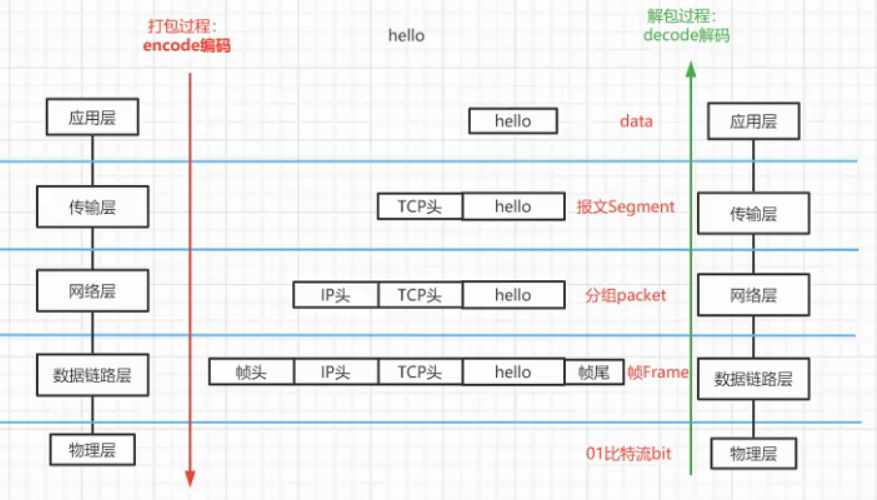 打包过程：
encode编码
hello
解包过程：
decode解码
应用层
hello
data
应用层
传输层
TCP头
hello
报文Segment
传输层
网络层
IP头
TCP头
hello
分组packet
网络层
数据链路层
帧头
IP头
TCP头
hello
帧尾
帧Frame
数据链路层
物理层
01比特流bit
物理层